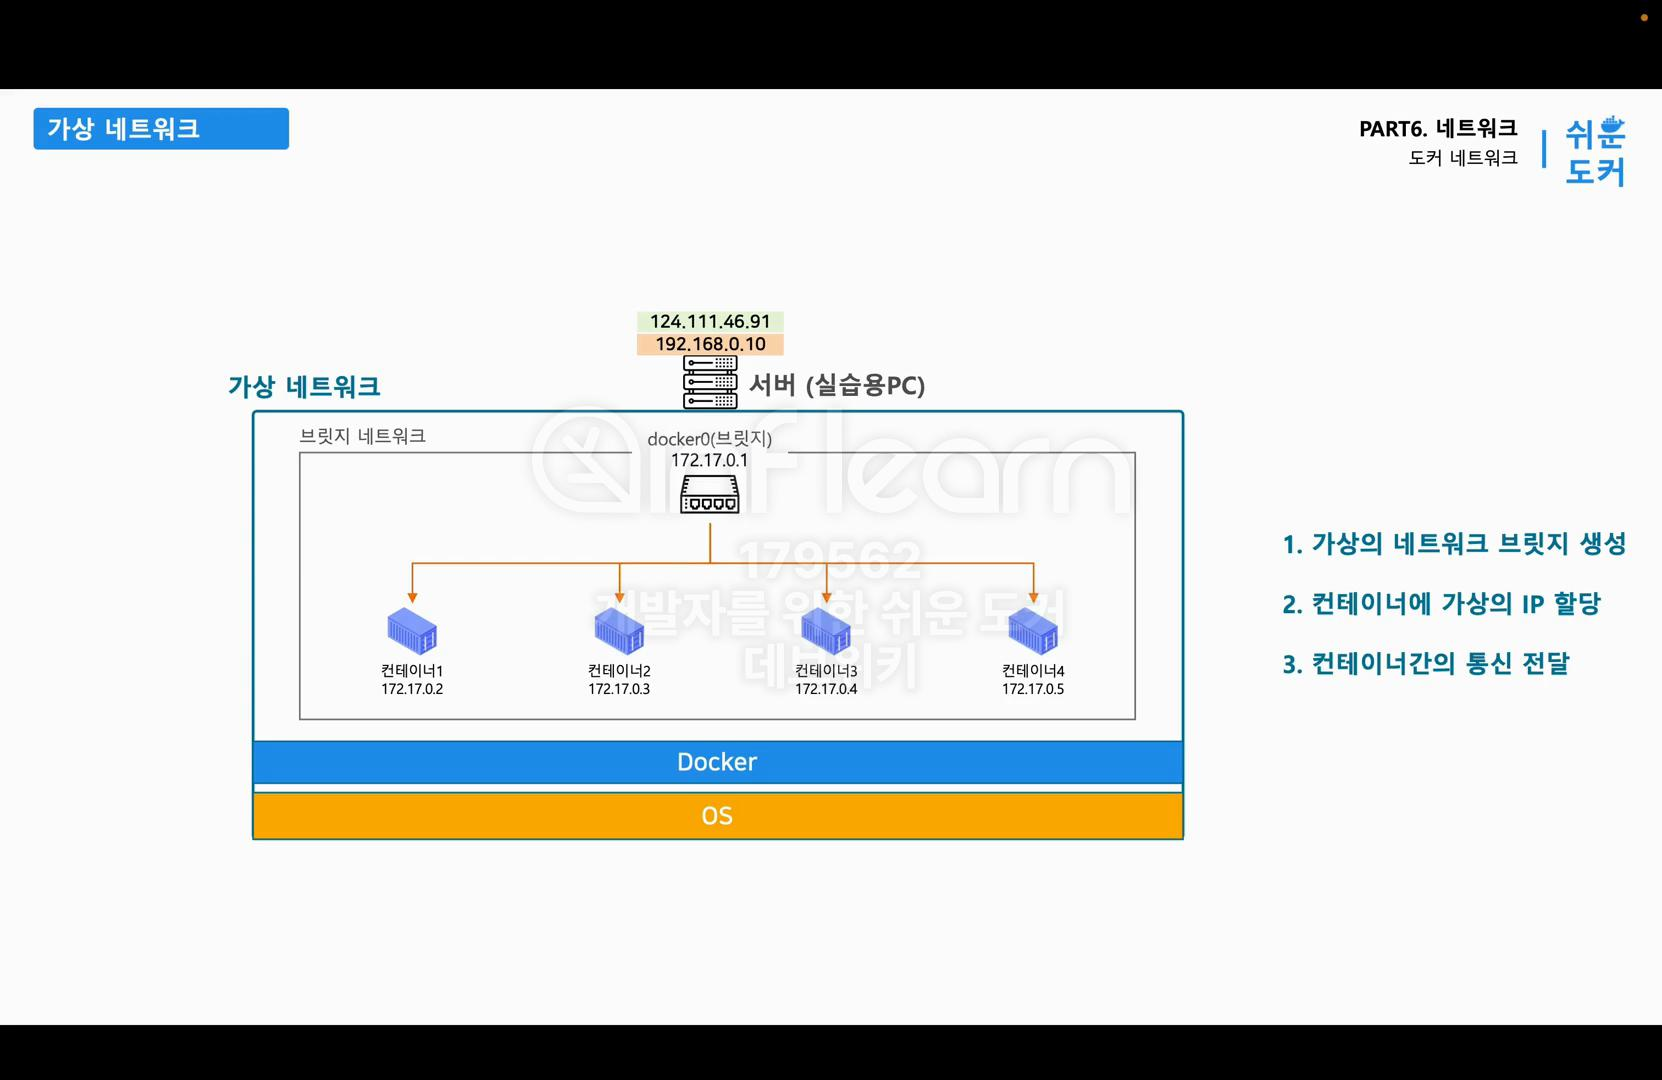 가상 네트워크
PART6. 네트워크
도커 네트워크
쉬운
도커
124.111.46.91
192.168.0.10
가상 네트워크
서버 (실습용PC)
브릿지 네트워크
docker0(브릿지)
172.17.0.1
inflearn
179562
개발자를 위한 쉬운 도커
데브위키
컨테이너1
172.17.0.2
컨테이너2
172.17.0.3
컨테이너3
172.17.0.4
컨테이너4
172.17.0.5
Docker
OS
1. 가상의 네트워크 브릿지 생성
2. 컨테이너에 가상의 IP 할당
3. 컨테이너간의 통신 전달